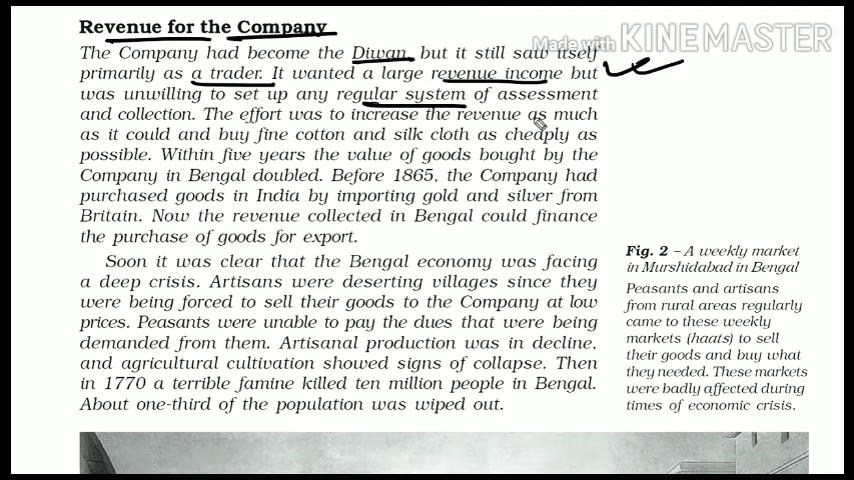 Revenue for the Company
Made with KINEMASTER
The Company had become the Diwan, but it still saw itself
primarily as a trader. It wanted a large revenue income but
was unwilling to set up any regular system of assessment
and collection. The effort was to increase the revenue as much
as it could and buy fine cotton and silk cloth as cheaply as
possible. Within five years the value of goods bought by the
Company in Bengal doubled. Before 1865, the Company had
purchased goods in India by importing gold and silver from
Britain. Now the revenue collected in Bengal could finance
the purchase of goods for export.
Soon it was clear that the Bengal economy was facing
a deep crisis. Artisans were deserting villages since they
were being forced to sell their goods to the Company at low
prices. Peasants were unable to pay the dues that were being
demanded from them. Artisanal production was in decline,
and agricultural cultivation showed signs of collapse. Then
in 1770 a terrible famine killed ten million people in Bengal.
About one-third of the population was wiped out.
Fig. 2 – A weekly market
in Murshidabad in Bengal
Peasants and artisans
from rural areas regularly
came to these weekly
markets (haats) to sell
their goods and buy what
they needed. These markets
were badly affected during
times of economic crisis.